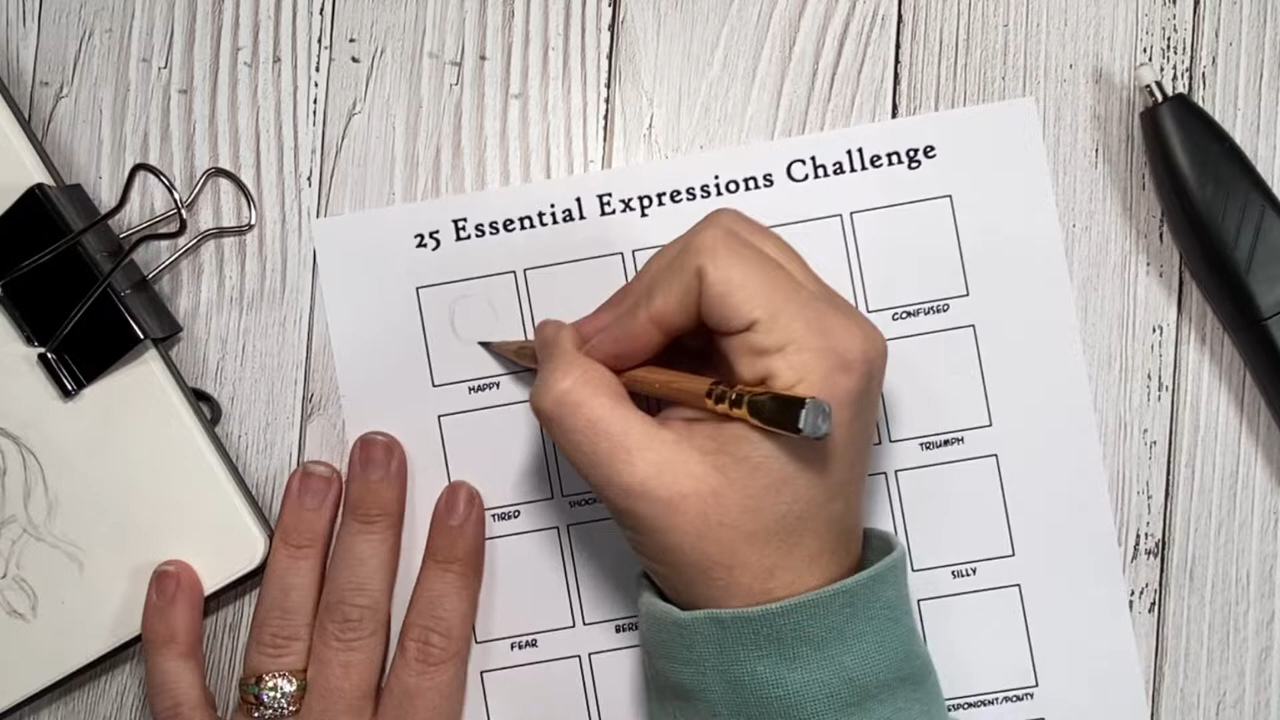 25 Essential Expressions Challenge
HAPPY
CONFUSED
TIRED
TRIUMPH
FEAR
SILLY